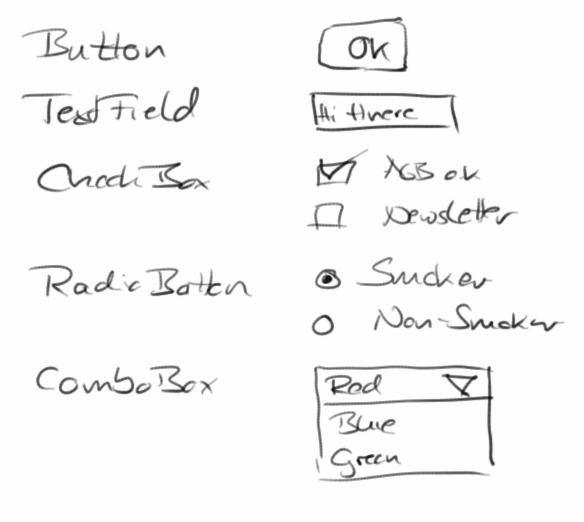 Button OK
TextField Hi there
CheckBox AGB ok
Newsletter
RadioButton Smoker
Non-Smoker
ComboBox Red
Blue
Green